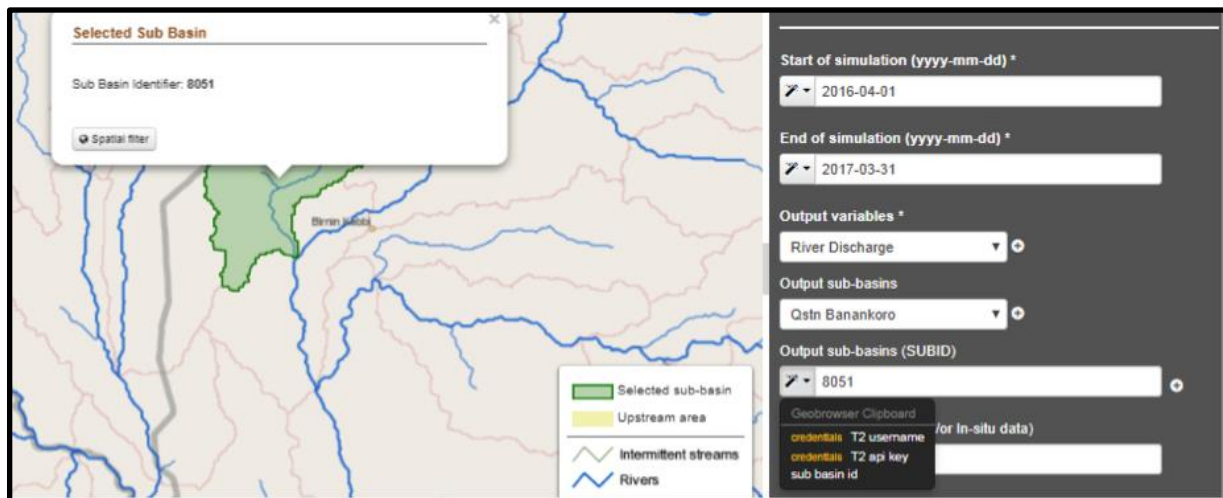 Selected Sub Basin
×
Sub Basin Identifier: 8051
Spatial filter
Birnin Kebbi
Selected sub-basin
Upstream area
Intermittent streams
Rivers
Start of simulation (yyyy-mm-dd) *
2016-04-01
End of simulation (yyyy-mm-dd) *
2017-03-31
Output variables *
River Discharge
Output sub-basins
Qstn Banankoro
Output sub-basins (SUBID)
8051
Geobrowser Clipboard
/or In-situ data)
credentials T2 username
credentials T2 api key
sub basin id